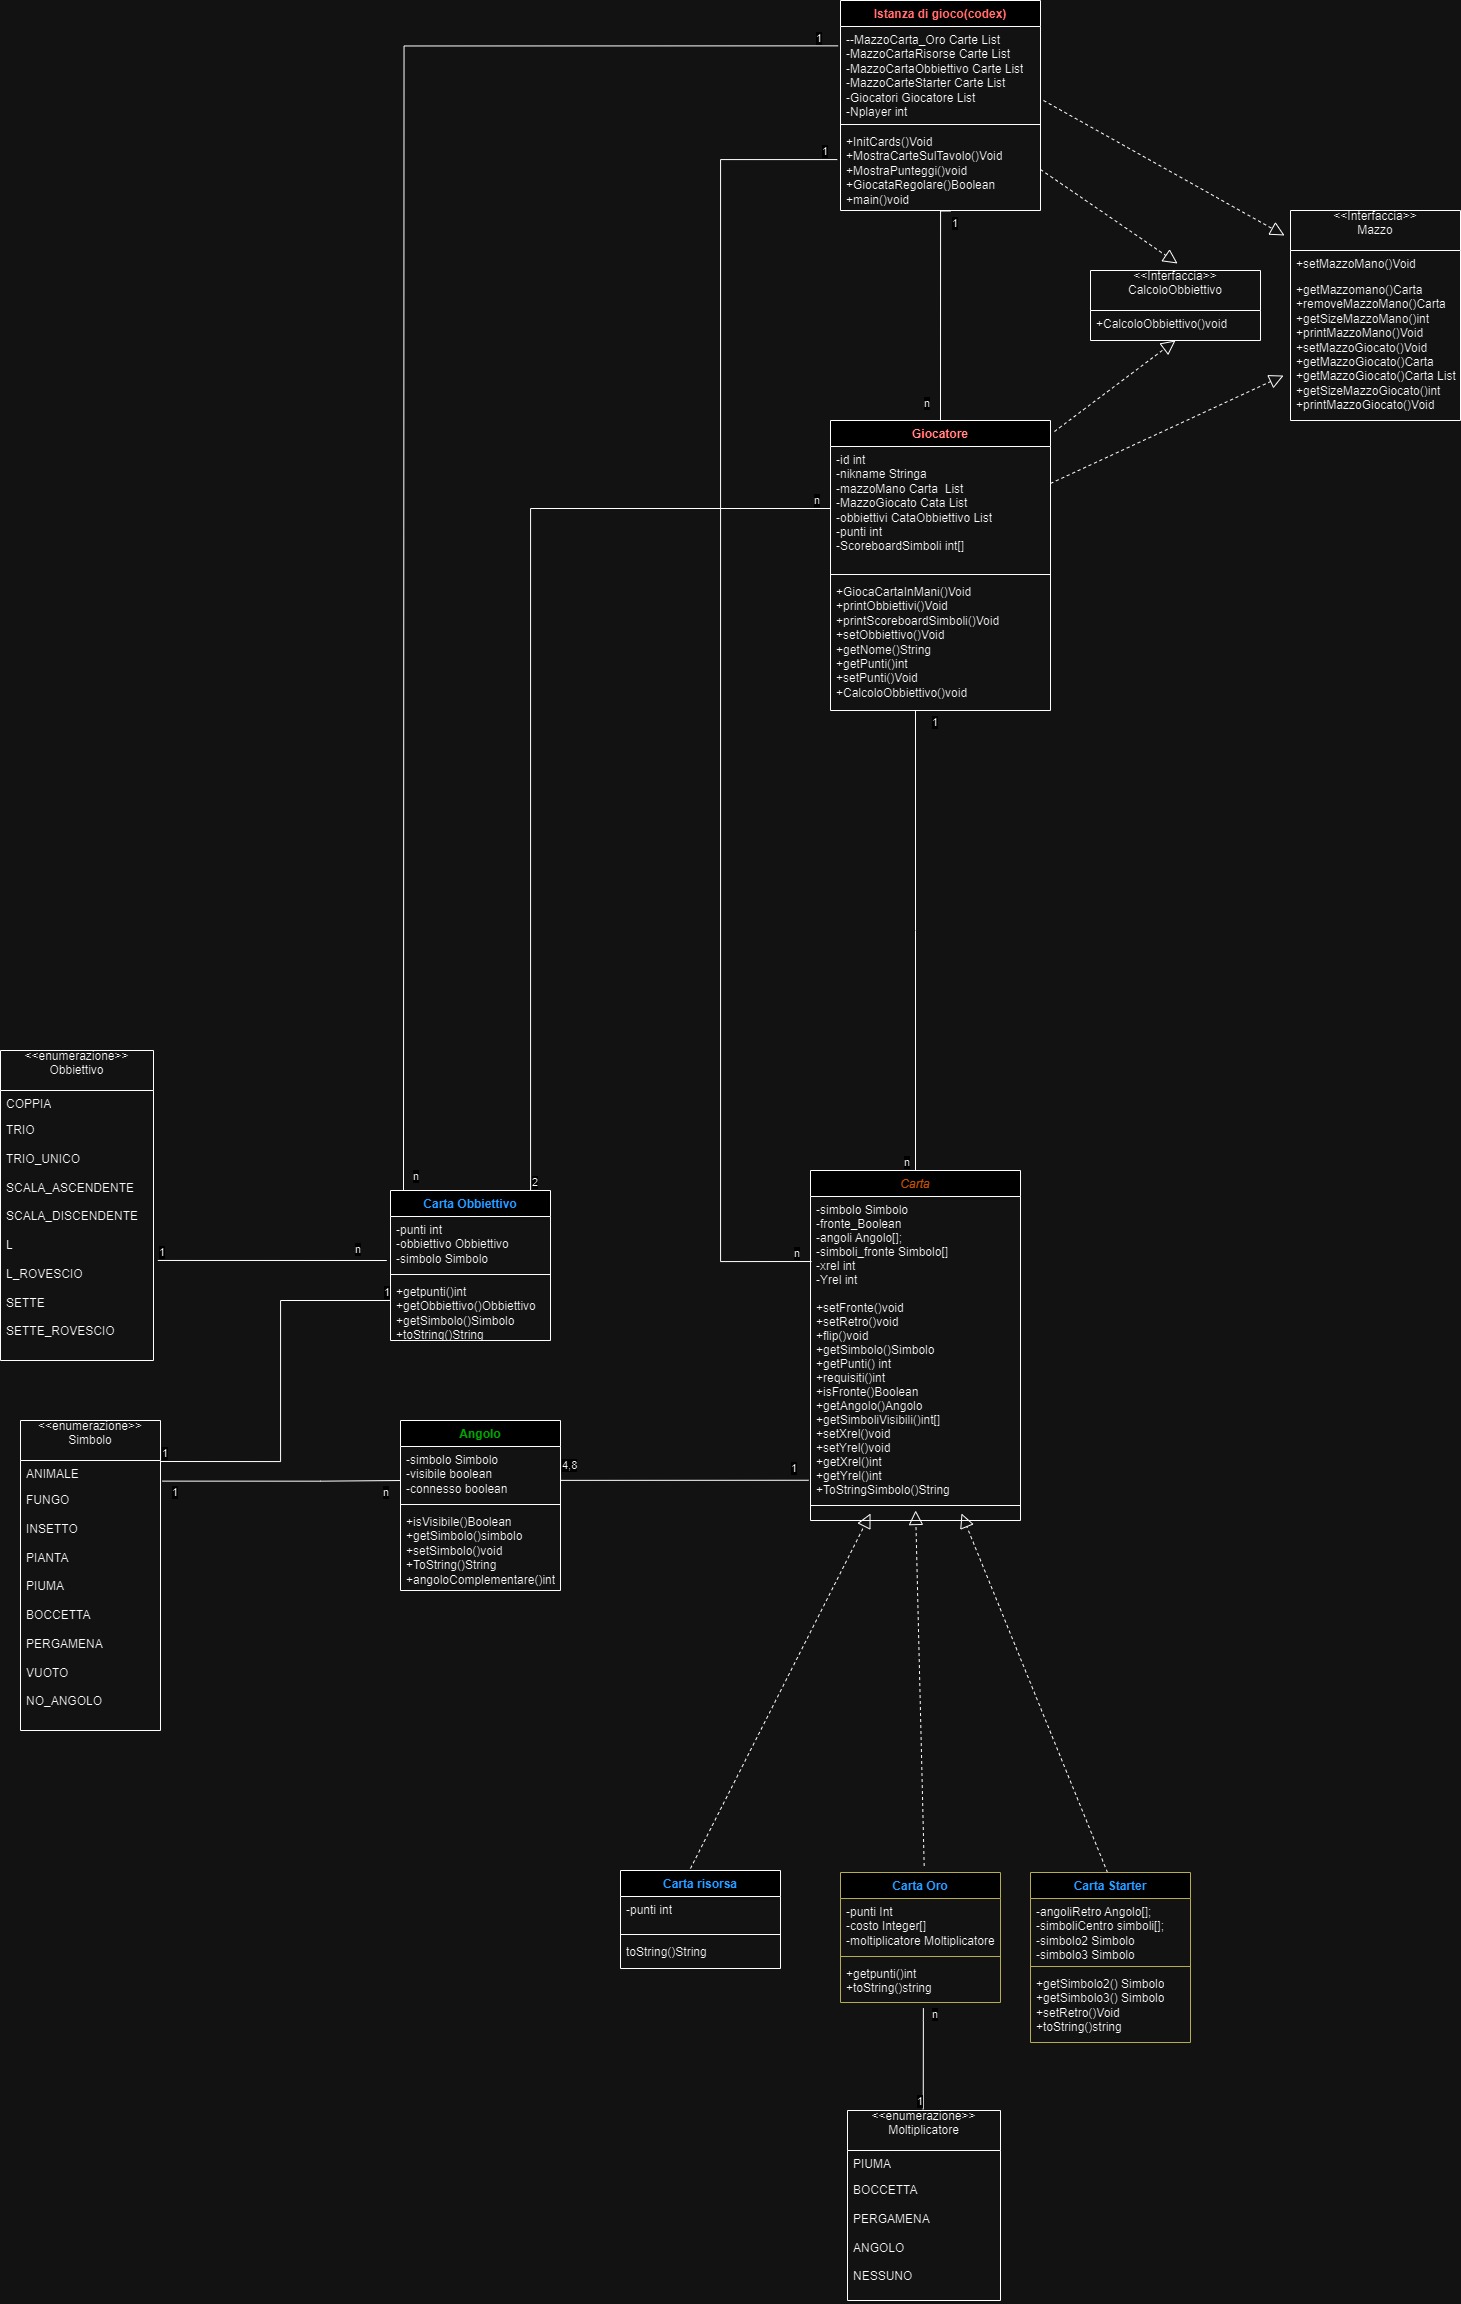 Istanza di gioco(codex)
--MazzoCarta_Oro Carte List
-MazzoCartaRisorse Carte List
-MazzoCartaObbiettivo Carte List
-MazzoCarteStarter Carte List
-Giocatori Giocatore List
-Nplayer int
+InitCards()Void
+MostraCarteSulTavolo()Void
+MostraPunteggi()void
+GiocataRegolare()Boolean
+main()void
1
1
1
<<Interfaccia>>
Mazzo
+setMazzoMano()Void
+getMazzomano()Carta
+removeMazzoMano()Carta
+getSizeMazzoMano()int
+printMazzoMano()Void
+setMazzoGiocato()Void
+getMazzoGiocato()Carta
+getMazzoGiocato()Carta List
+getSizeMazzoGiocato()int
+printMazzoGiocato()Void
<<Interfaccia>>
CalcoloObbiettivo
+CalcoloObbiettivo()void
n
Giocatore
-id int
-nikname Stringa
-mazzoMano Carta  List
-MazzoGiocato Cata List
-obbiettivi CataObbiettivo List
-punti int
-ScoreboardSimboli int[]
+GiocaCartaInMani()Void
+printObbiettivi()Void
+printScoreboardSimboli()Void
+setObbiettivo()Void
+getNome()String
+getPunti()int
+setPunti()Void
+CalcoloObbiettivo()void
n
1
<<enumerazione>>
Obbiettivo
COPPIA
TRIO
TRIO_UNICO
SCALA_ASCENDENTE
SCALA_DISCENDENTE
L
L_ROVESCIO
SETTE
SETTE_ROVESCIO
1
n
n
2
Carta Obbiettivo
-punti int
-obbiettivo Obbiettivo
-simbolo Simbolo
+getpunti()int
+getObbiettivo()Obbiettivo
+getSimbolo()Simbolo
+toString()String
1
n
n
Carta
-simbolo Simbolo
-fronte_Boolean
-angoli Angolo[];
-simboli_fronte Simbolo[]
-xrel int
-Yrel int
+setFronte()void
+setRetro()void
+flip()void
+getSimbolo()Simbolo
+getPunti() int
+requisiti()int
+isFronte()Boolean
+getAngolo()Angolo
+getSimboliVisibili()int[]
+setXrel()void
+setYrel()void
+getXrel()int
+getYrel()int
+ToStringSimbolo()String
<<enumerazione>>
Simbolo
ANIMALE
FUNGO
INSETTO
PIANTA
PIUMA
BOCCETTA
PERGAMENA
VUOTO
NO_ANGOLO
1
1
n
Angolo
-simbolo Simbolo
-visibile boolean
-connesso boolean
+isVisibile()Boolean
+getSimbolo()simbolo
+setSimbolo()void
+ToString()String
+angoloComplementare()int
4,8
1
Carta risorsa
-punti int
toString()String
Carta Oro
-punti Int
-costo Integer[]
-moltiplicatore Moltiplicatore
+getpunti()int
+toString()string
Carta Starter
-angoliRetro Angolo[];
-simboliCentro simboli[];
-simbolo2 Simbolo
-simbolo3 Simbolo
+getSimbolo2() Simbolo
+getSimbolo3() Simbolo
+setRetro()Void
+toString()string
n
1
<<enumerazione>>
Moltiplicatore
PIUMA
BOCCETTA
PERGAMENA
ANGOLO
NESSUNO